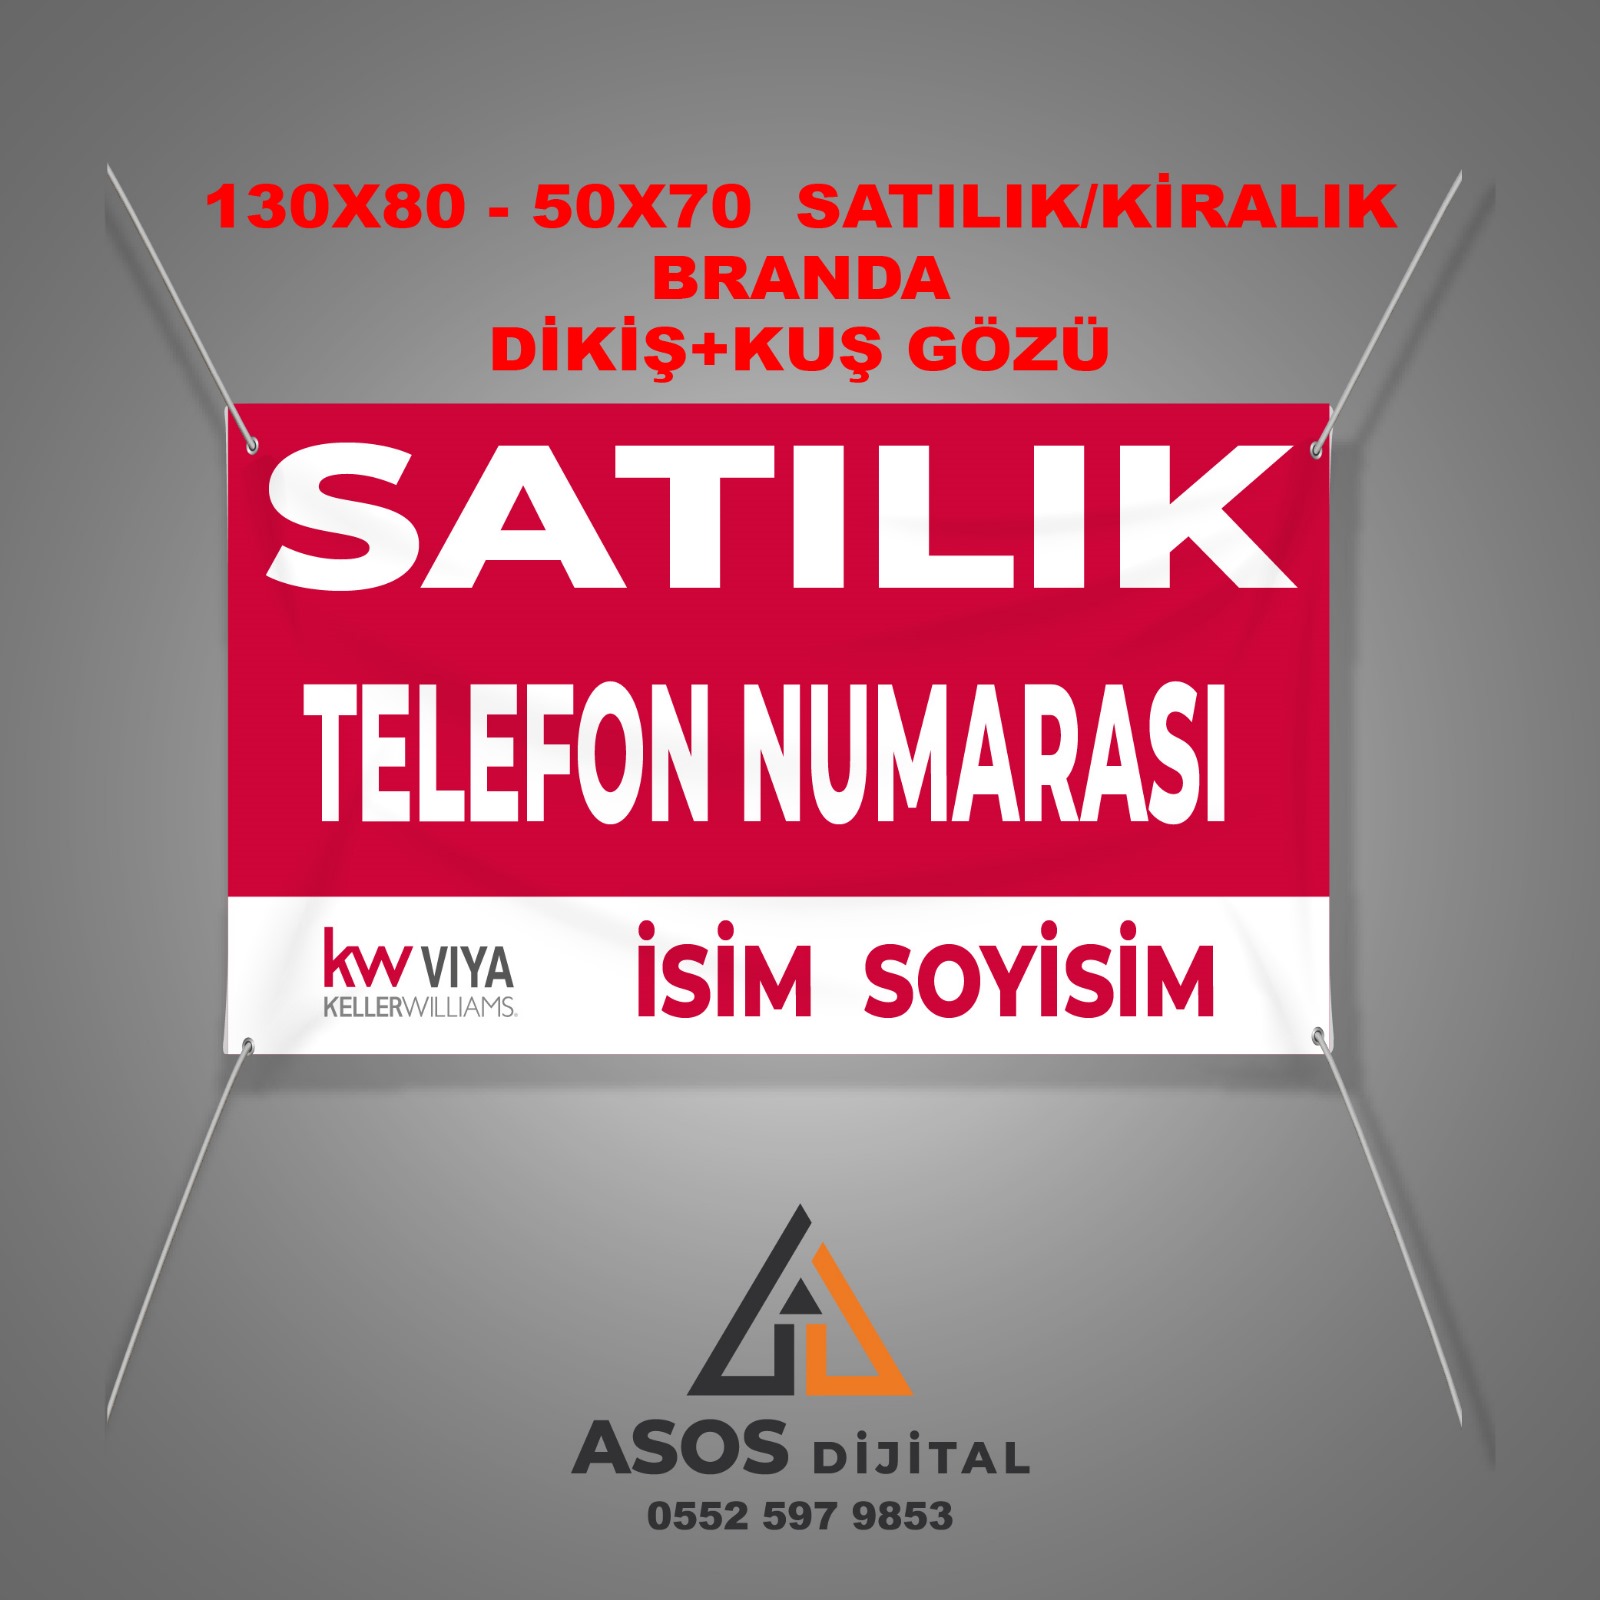 130X80 - 50X70 SATILIK/KİRALIK
BRANDA
DİKİŞ+KUŞ GÖZÜ
SATILIK
TELEFON NUMARASI
kw VIYA
KELLERWILLIAMS.
İSİM SOYİSİM
ASOS DİJİTAL
0552 597 9853